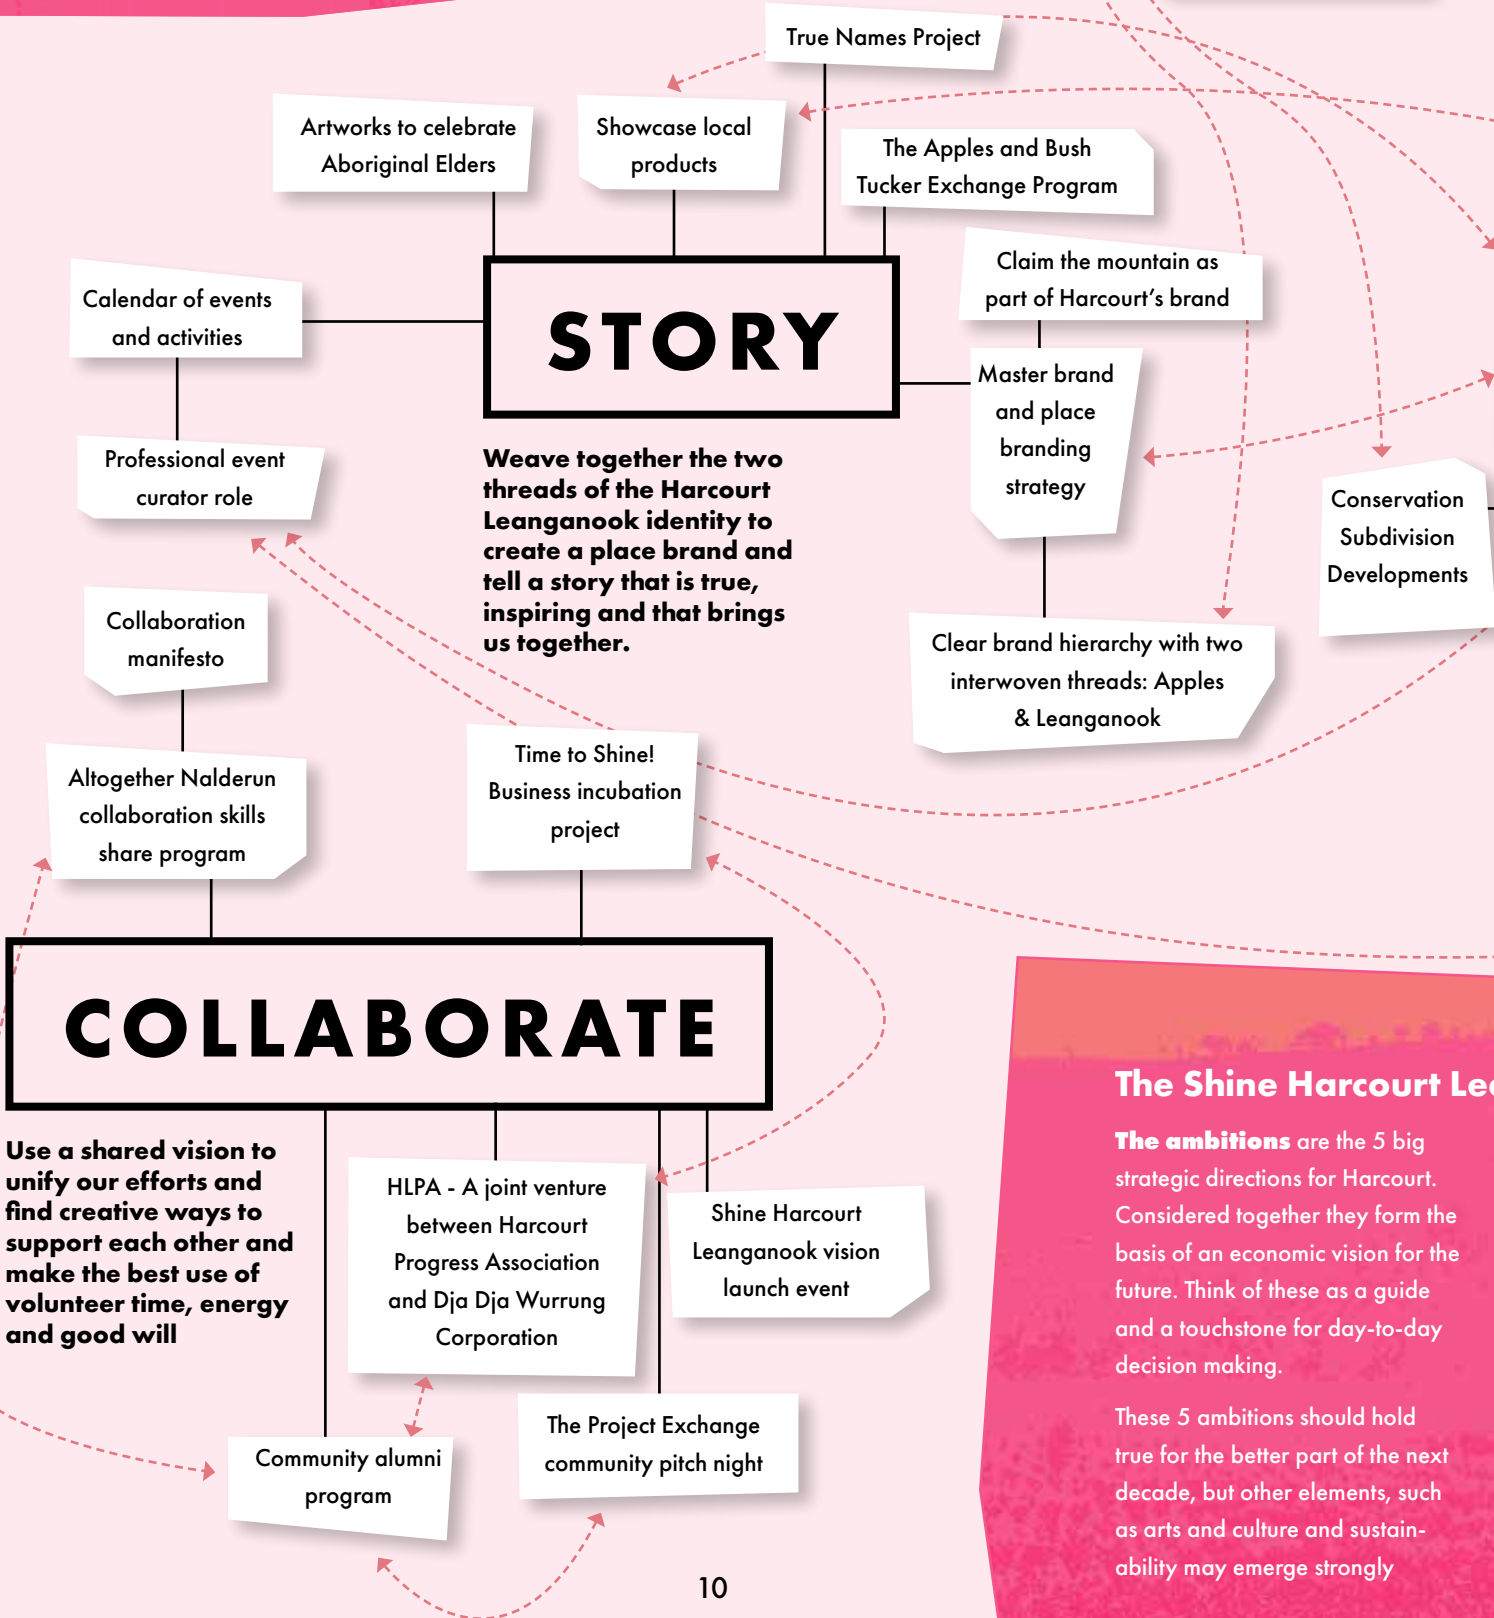 True Names Project
Artworks to celebrate
Aboriginal Elders
Showcase local
products
The Apples and Bush
Tucker Exchange Program
Calendar of events
and activities
STORY
Claim the mountain as
part of Harcourt's brand
Master brand
and place
branding
strategy
Professional event
curator role
Weave together the two
threads of the Harcourt
Leanganook identity to
create a place brand and
tell a story that is true,
inspiring and that brings
us together.
Conservation
Subdivision
Developments
Clear brand hierarchy with two
interwoven threads: Apples
& Leanganook
Collaboration
manifesto
Altogether Nalderun
collaboration skills
share program
Time to Shine!
Business incubation
project
COLLABORATE
Use a shared vision to
unify our efforts and
find creative ways to
support each other and
make the best use of
volunteer time, energy
and good will
HLPA - A joint venture
between Harcourt
Progress Association
and Dja Dja Wurrung
Corporation
Shine Harcourt
Leanganook vision
launch event
Community alumni
program
The Project Exchange
community pitch night
The Shine Harcourt
The ambitions are the 5 big
strategic directions for Harcourt.
Considered together they form the
basis of an economic vision for the
future. Think of these as a guide
and a touchstone for day-to-day
decision making.
These 5 ambitions should hold
true for the better part of the next
decade, but other elements, such
as arts and culture and sustain-
ability may emerge strongly
10